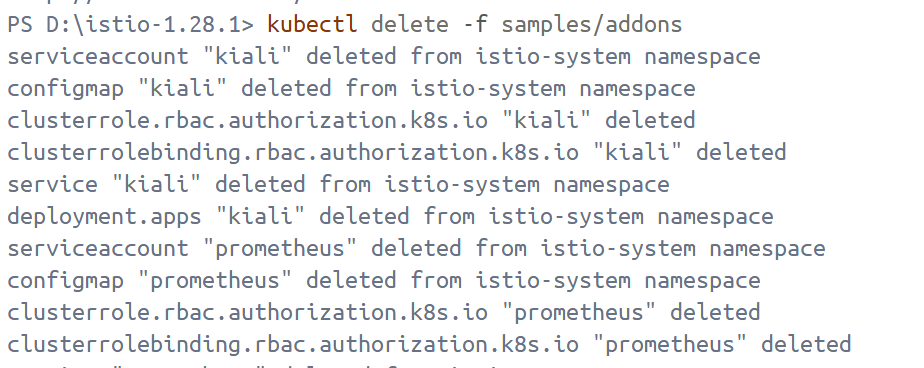 PS D:\istio-1.28.1> kubectl delete -f samples/addons
serviceaccount "kiali" deleted from istio-system namespace
configmap "kiali" deleted from istio-system namespace
clusterrole.rbac.authorization.k8s.io "kiali" deleted
clusterrolebinding.rbac.authorization.k8s.io "kiali" deleted
service "kiali" deleted from istio-system namespace
deployment.apps "kiali" deleted from istio-system namespace
serviceaccount "prometheus" deleted from istio-system namespace
configmap "prometheus" deleted from istio-system namespace
clusterrole.rbac.authorization.k8s.io "prometheus" deleted
clusterrolebinding.rbac.authorization.k8s.io "prometheus" deleted